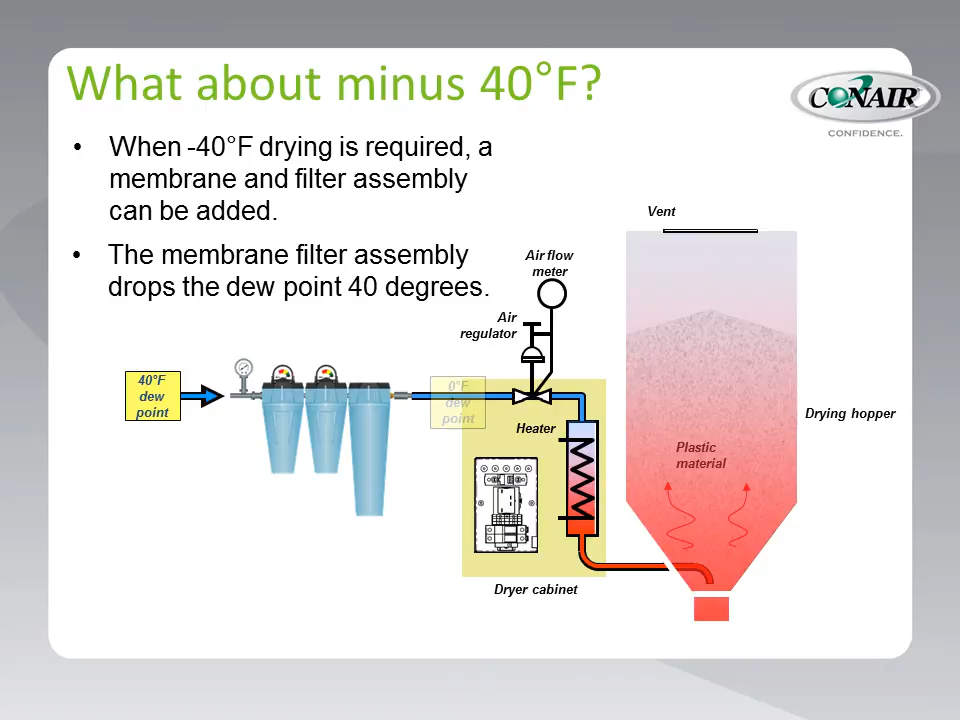 What about minus 40°F?
CONAIR
CONFIDENCE.
• When -40°F drying is required, a
membrane and filter assembly
can be added.
• The membrane filter assembly
drops the dew point 40 degrees.
Vent
Air flow
meter
Air
regulator
40°F
dew
point
0°F
dew
point
Heater
Drying hopper
Plastic
material
Dryer cabinet